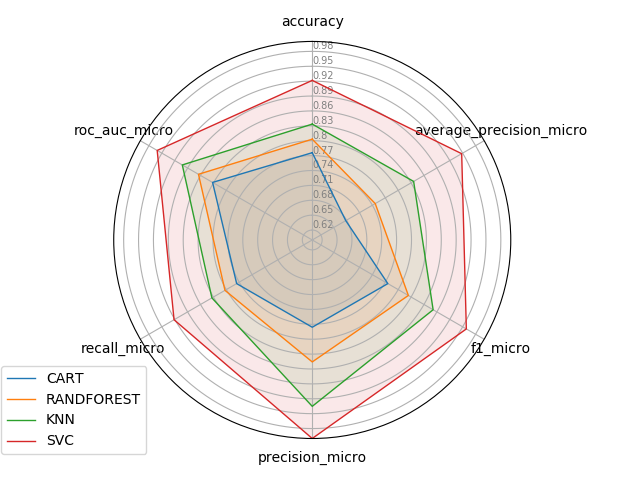 accuracy
0.98
0.95
0.92
0.89
0.86
0.83
0.8
0.77
0.74
0.71
0.68
0.65
0.62
roc_auc_micro
average_precision_micro
recall_micro
f1_micro
precision_micro
CART
RANDFOREST
KNN
SVC